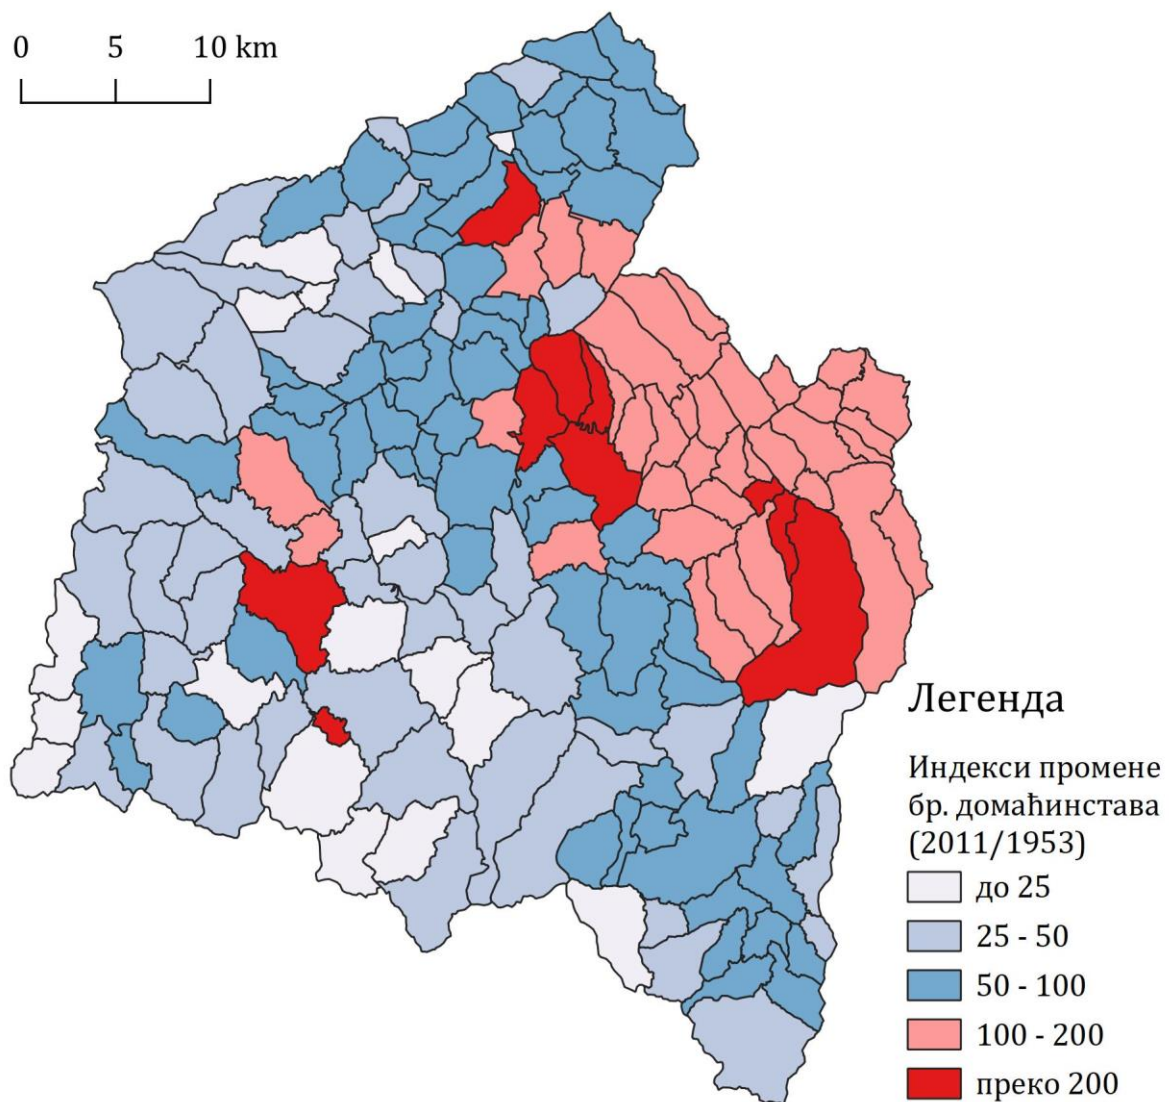 0 5 10 km
Легенда
Индекси промене
бр. домаћинстава
(2011/1953)
до 25
25 - 50
50 - 100
100 - 200
преко 200